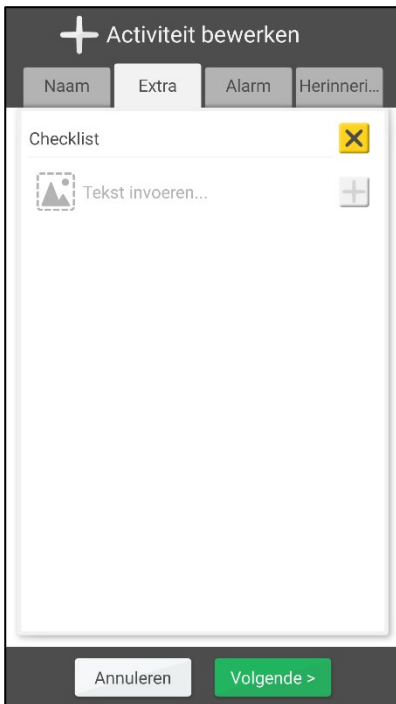 Activiteit bewerken
Naam Extra Alarm Herinneri...
Checklist
Tekst invoeren...
Annuleren Volgende >